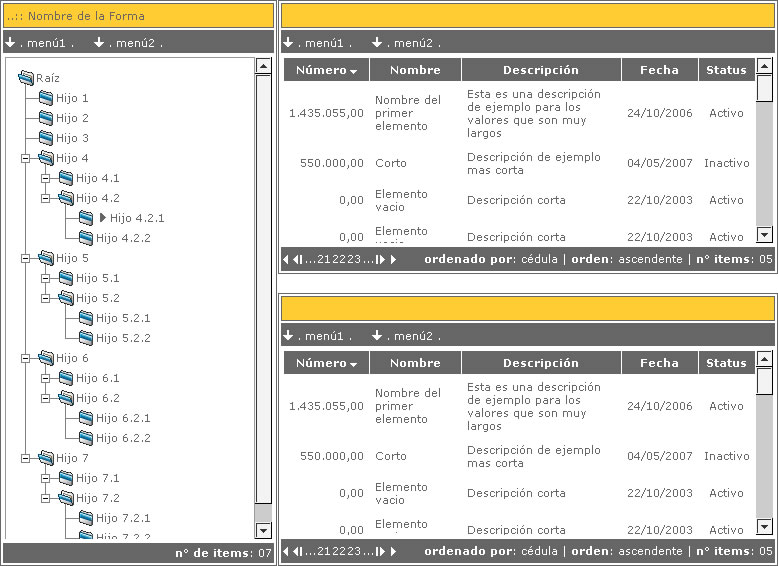 ..:: Nombre de la Forma
. menú1 . . menú2 .
Raíz
Hijo 1
Hijo 2
Hijo 3
Hijo 4
Hijo 4.1
Hijo 4.2
Hijo 4.2.1
Hijo 4.2.2
Hijo 5
Hijo 5.1
Hijo 5.2
Hijo 5.2.1
Hijo 5.2.2
Hijo 6
Hijo 6.1
Hijo 6.2
Hijo 6.2.1
Hijo 6.2.2
Hijo 7
Hijo 7.1
Hijo 7.2
Hijo 7.2.1
Hijo 7.2.2
n° de items: 07
. menú1 . . menú2 .
Número Nombre Descripción Fecha Status
1.435.055,00 Nombre del primer elemento Esta es una descripción de ejemplo para los valores que son muy largos 24/10/2006 Activo
550.000,00 Corto Descripción de ejemplo mas corta 04/05/2007 Inactivo
0,00 Elemento vacio Descripción corta 22/10/2003 Activo
0,00 Elemento vacio Descripción corta 22/10/2003 Activo
...212223... ordenado por: cédula | orden: ascendente | n° items: 05
. menú1 . . menú2 .
Número Nombre Descripción Fecha Status
1.435.055,00 Nombre del primer elemento Esta es una descripción de ejemplo para los valores que son muy largos 24/10/2006 Activo
550.000,00 Corto Descripción de ejemplo mas corta 04/05/2007 Inactivo
0,00 Elemento vacio Descripción corta 22/10/2003 Activo
0,00 Elemento Descripción corta 22/10/2003 Activo
...212223... ordenado por: cédula | orden: ascendente | n° items: 05